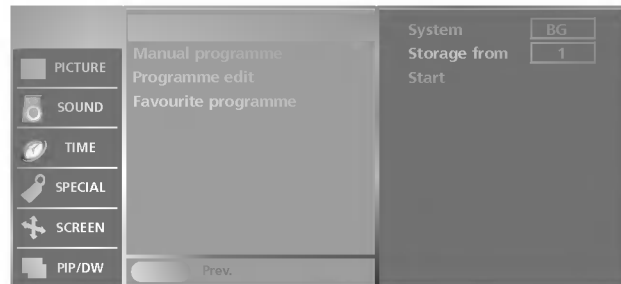 PICTURE
SOUND
TIME
SPECIAL
SCREEN
PIP/DW
Manual programme
Programme edit
Favourite programme
Prev.
System BG
Storage from 1
Start